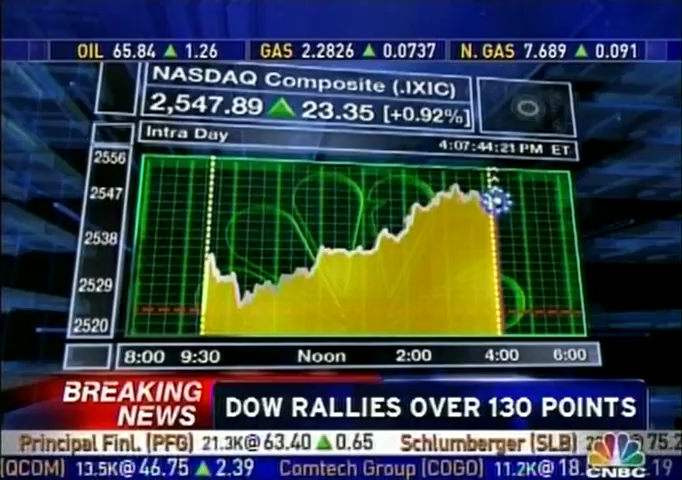 OIL 65.84 ▲ 1.26 GAS 2.2826 ▲ 0.0737 N. GAS 7.689 ▲ 0.091
NASDAQ Composite (.IXIC)
2,547.89 ▲ 23.35 [+0.92%]
Intra Day
4:07:44:21 PM ET
2556
2547
2538
2529
2520
8:00 9:30 Noon 2:00 4:00 6:00
BREAKING
NEWS
DOW RALLIES OVER 130 POINTS
Principal Finl. (PFG) 21.3K@63.40 ▲ 0.65 Schlumberger (SLB) 75.2
(QCOM) 13.5K@46.75 ▲ 2.39 Comtech Group (COGO) 11.2K@18. .19
CNBC